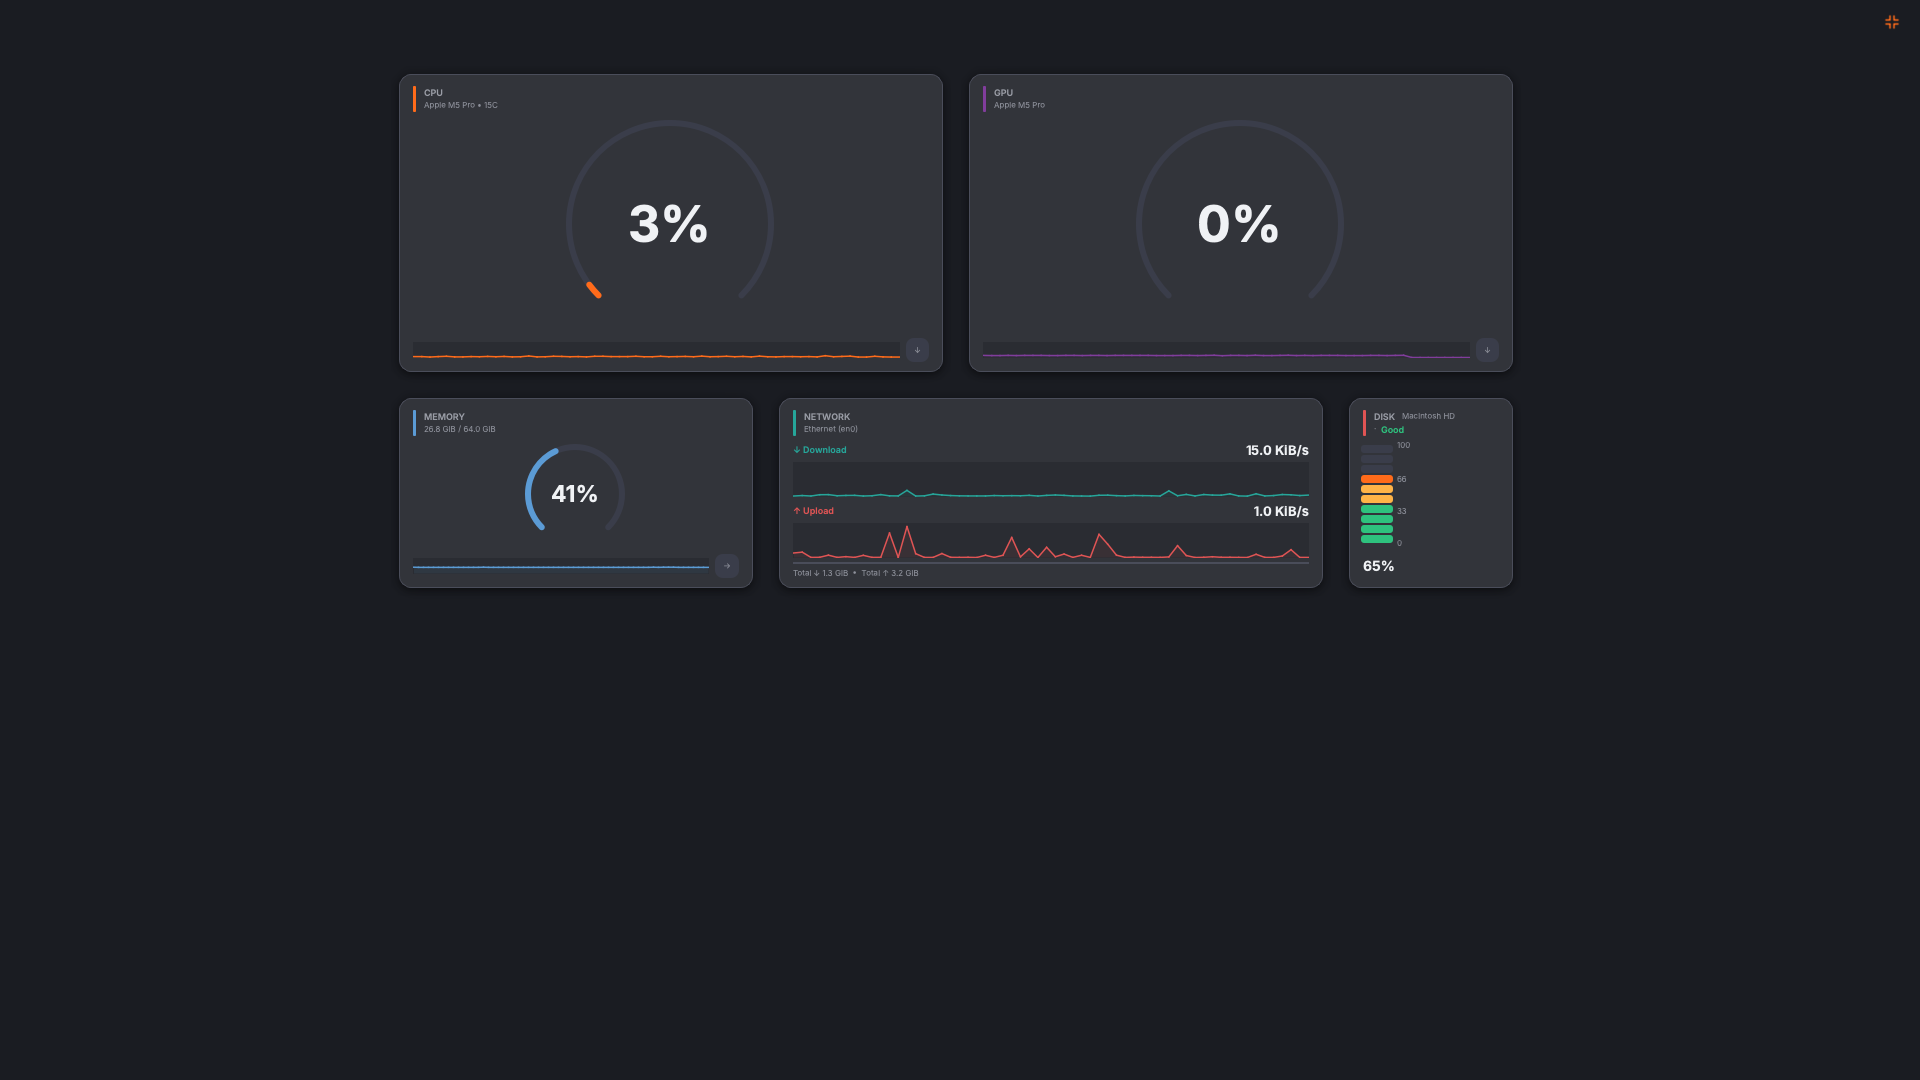 CPU
Apple M5 Pro • 15C
3%
GPU
Apple M5 Pro
0%
MEMORY
26.8 GIB / 64.0 GIB
41%
NETWORK
Ethernet (en0)
↓ Download
15.0 KiB/s
↑ Upload
1.0 KiB/s
Total ↓ 1.3 GIB • Total ↑ 3.2 GIB
DISK Macintosh HD
· Good
100
66
33
0
65%